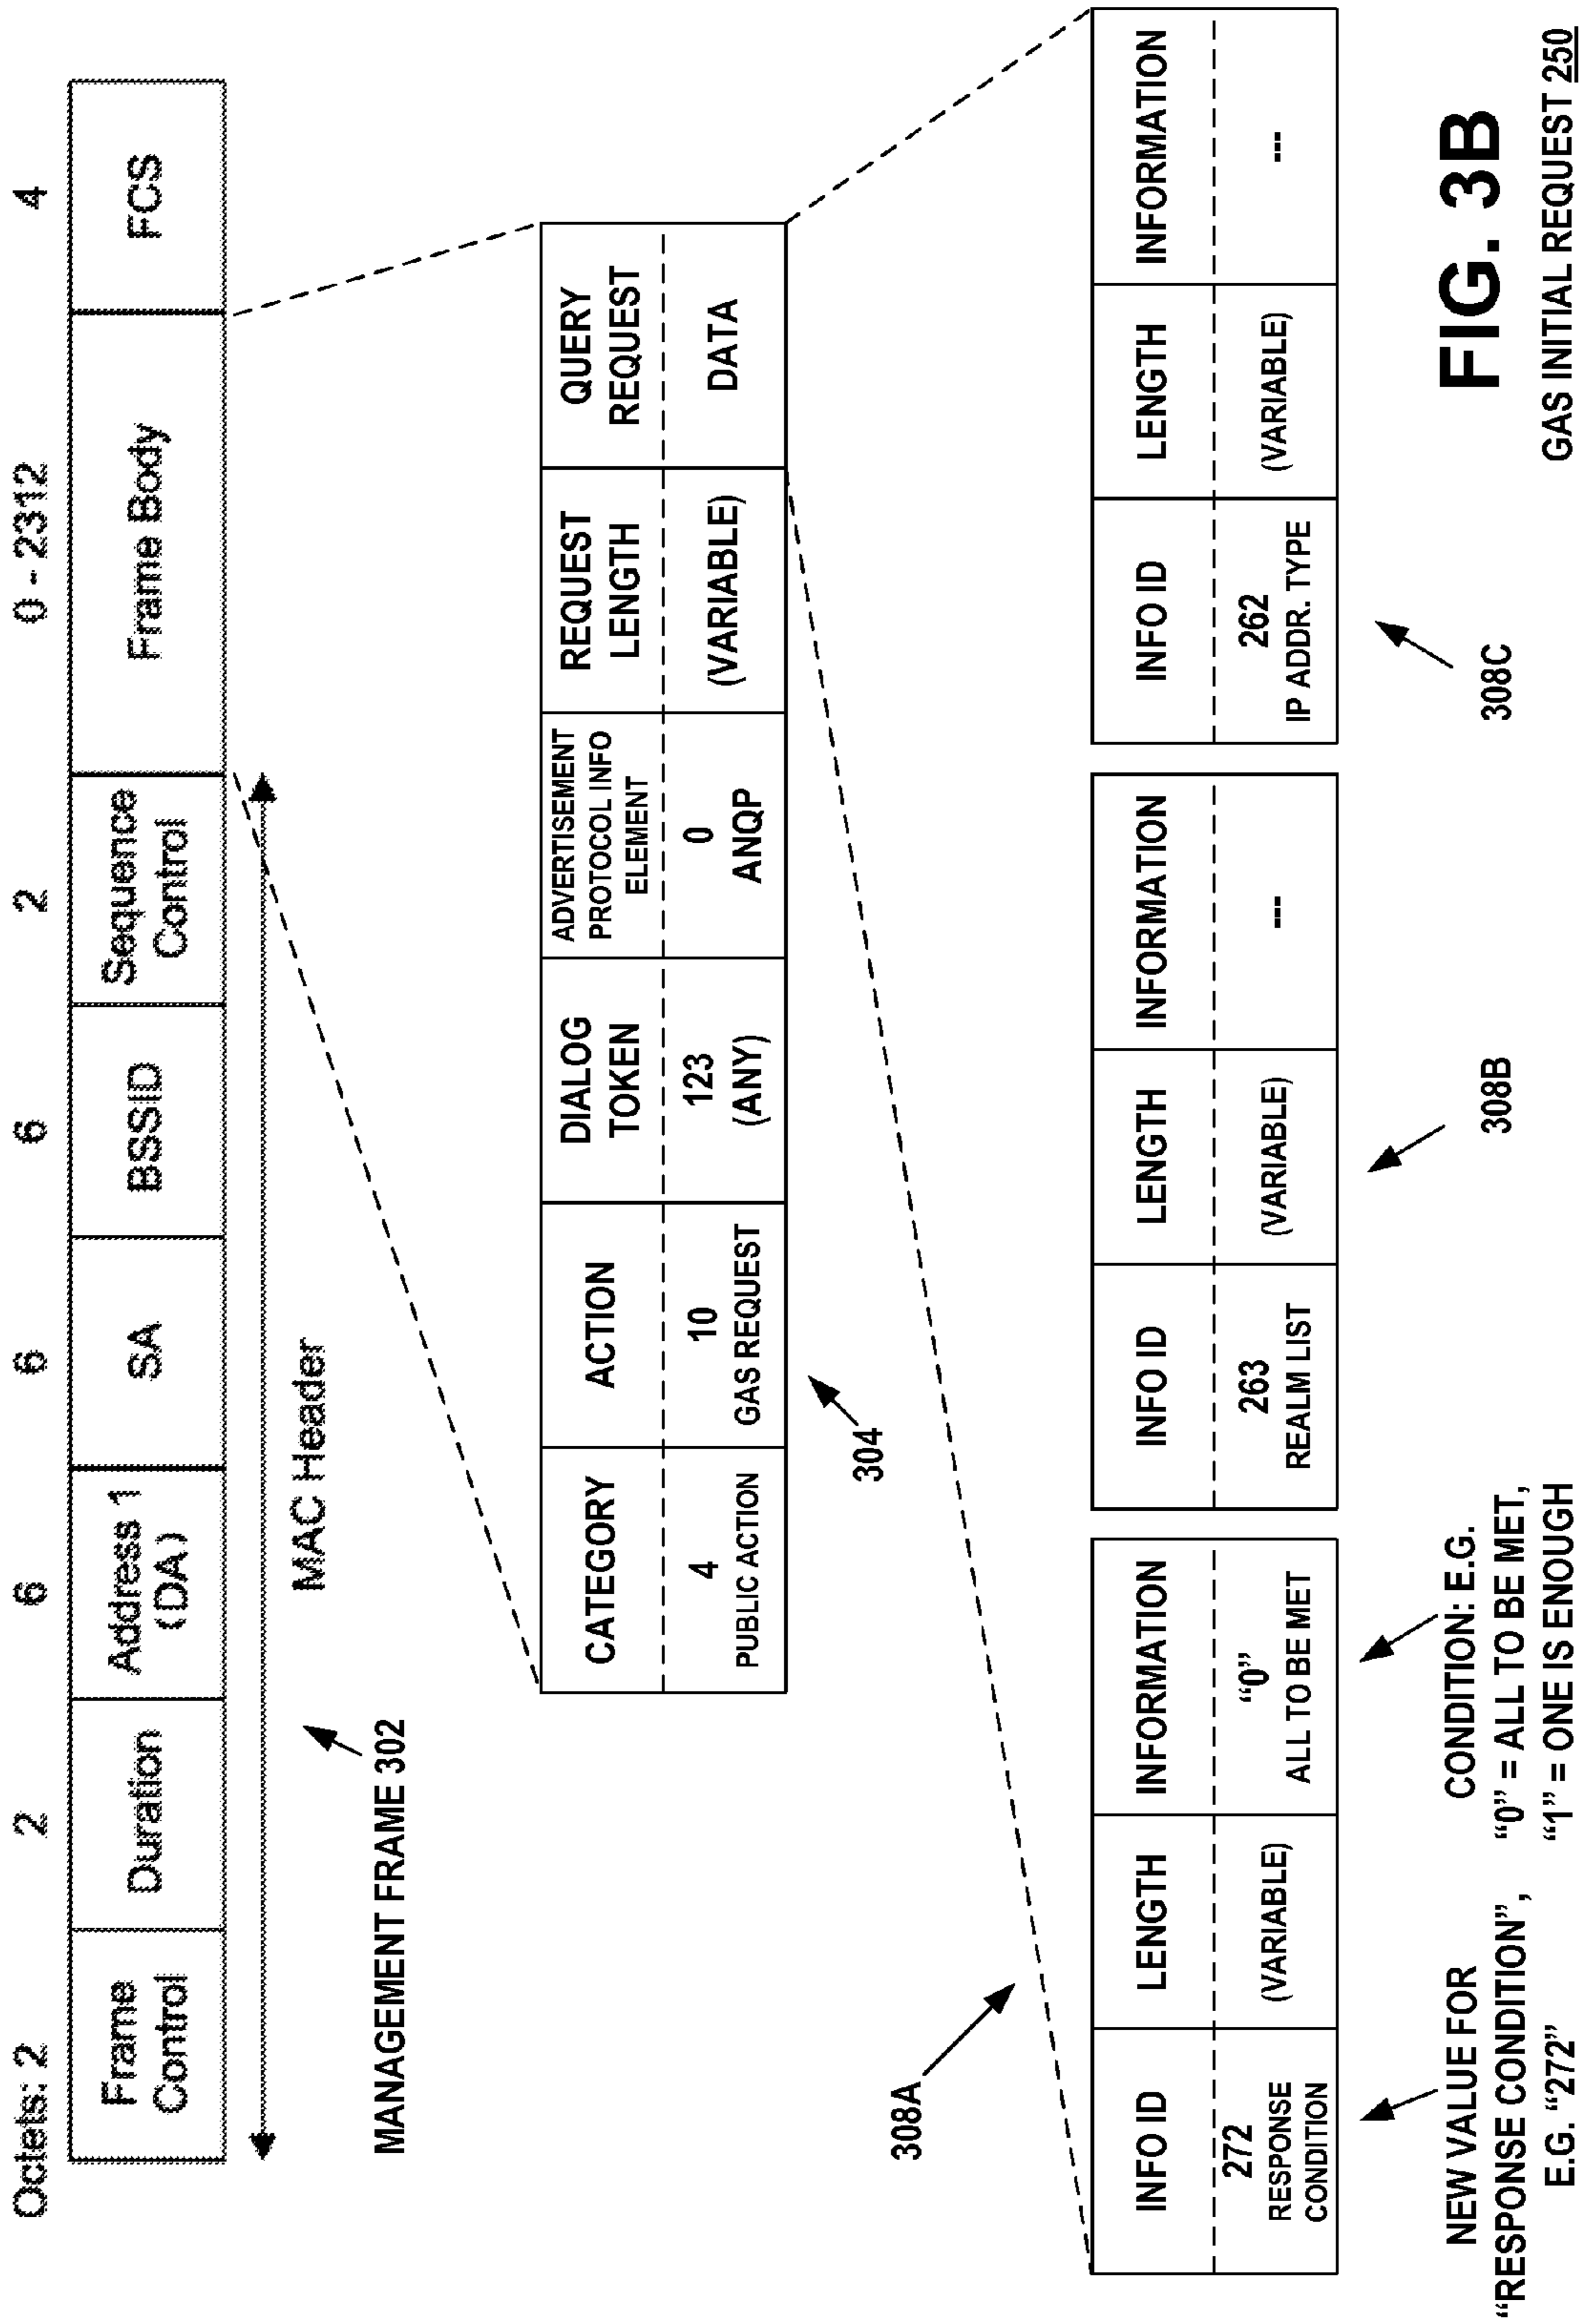 Octets: 2
2
6
6
6
2
0 - 2312
4
Frame
Control
Duration
Address 1
(DA)
SA
BSSID
Sequence
Control
Frame Body
FCS
MAC Header
MANAGEMENT FRAME 302
CATEGORY
4
PUBLIC ACTION
ACTION
10
GAS REQUEST
DIALOG
TOKEN
123
(ANY)
ADVERTISEMENT
PROTOCOL INFO
ELEMENT
0
ANQP
REQUEST
LENGTH
(VARIABLE)
QUERY
REQUEST
DATA
304
308A
INFO ID
272
RESPONSE
CONDITION
LENGTH
(VARIABLE)
INFORMATION
“0”
ALL TO BE MET
INFO ID
263
REALM LIST
LENGTH
(VARIABLE)
INFORMATION
---
INFO ID
262
IP ADDR. TYPE
LENGTH
(VARIABLE)
INFORMATION
---
NEW VALUE FOR
“RESPONSE CONDITION”,
E.G. “272”
CONDITION: E.G.
“0” = ALL TO BE MET,
“1” = ONE IS ENOUGH
308B
308C
FIG. 3B
GAS INITIAL REQUEST 250